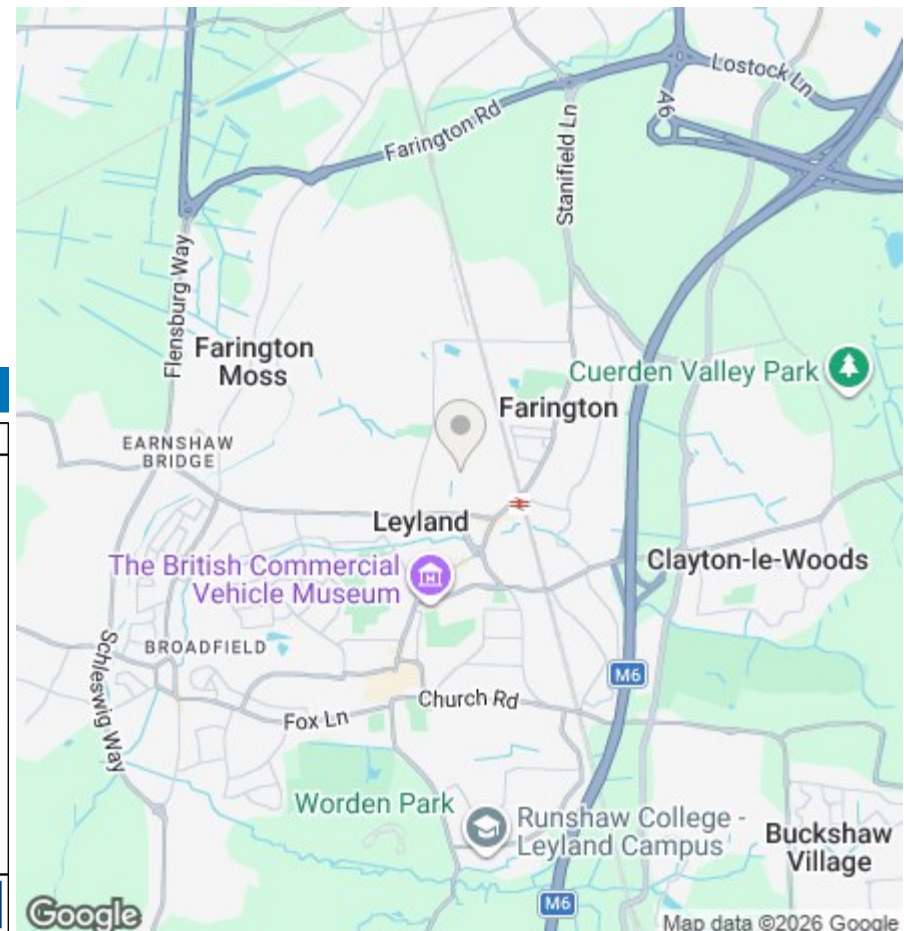 Lostock Ln
A6
Farington Rd
Stanifield Ln
Flensburg Way
Farington
Moss
Cuerden Valley Park
Farington
EARNSHAW
BRIDGE
Leyland
Clayton-le-Woods
The British Commercial
Vehicle Museum
BROADFIELD
Schleswig Way
M6
Church Rd
Fox Ln
Worden Park
Runshaw College -
Leyland Campus
Buckshaw
Village
M6
Google
Map data ©2026 Google